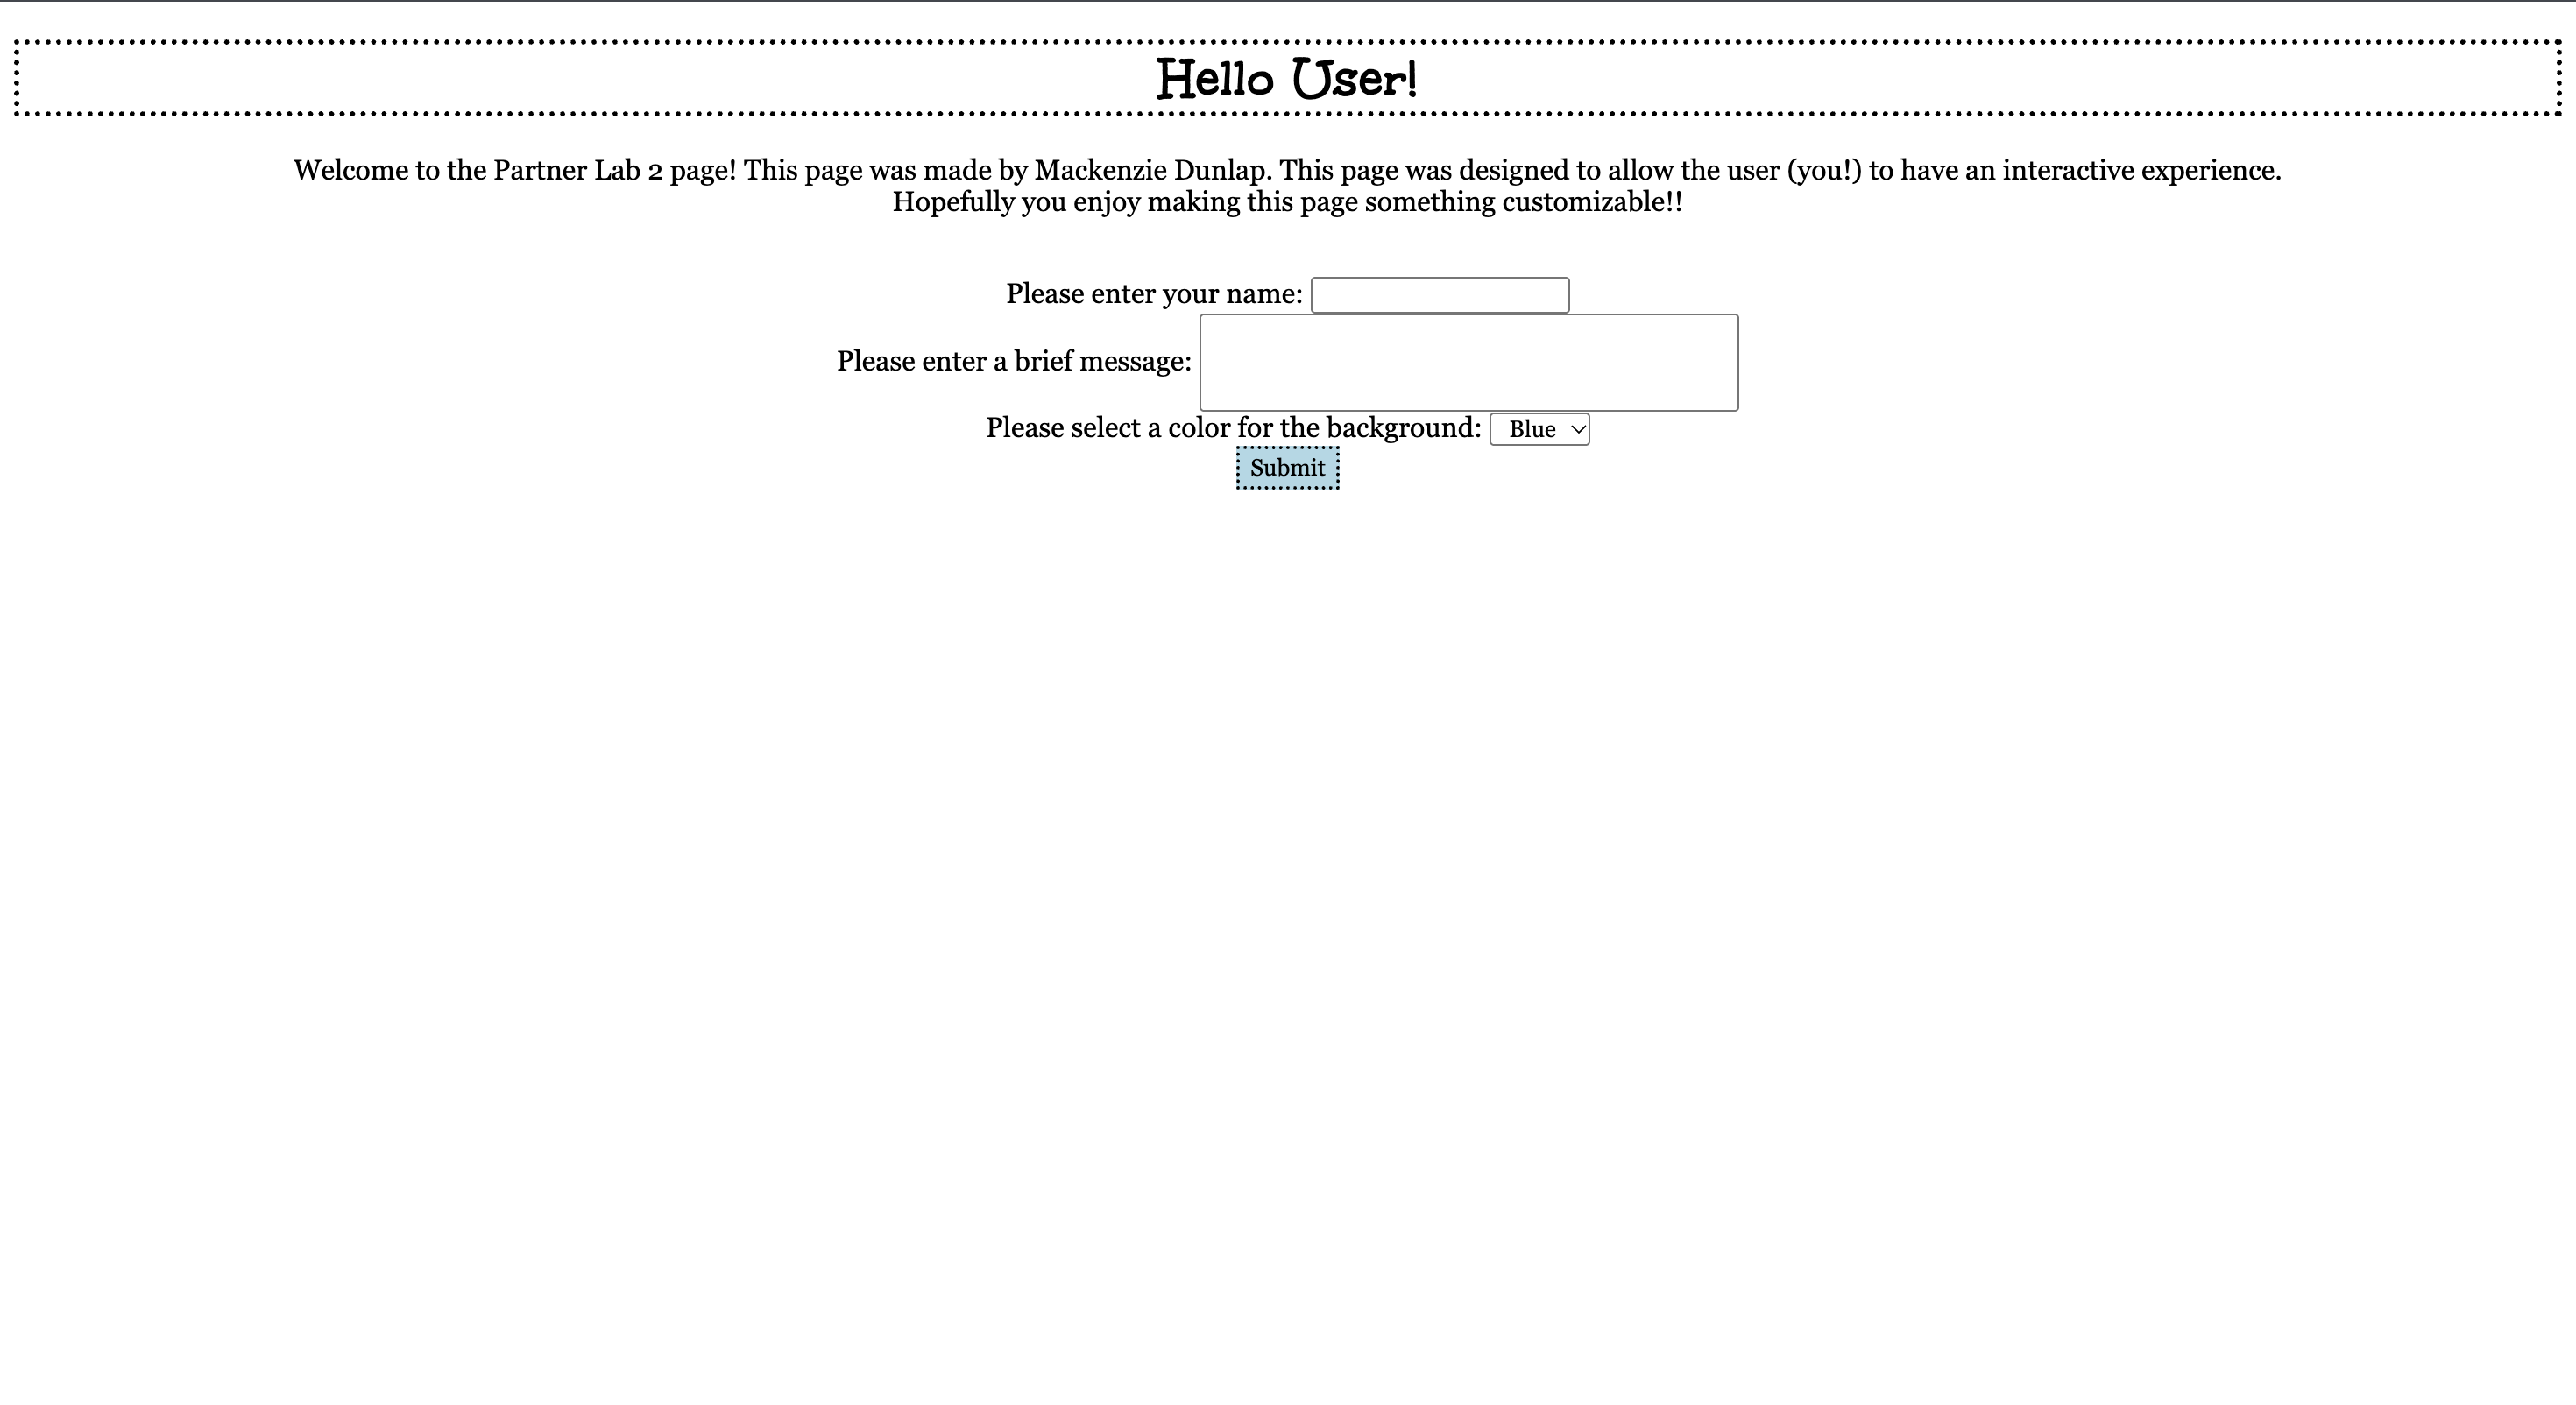 Hello User!
Welcome to the Partner Lab 2 page! This page was made by Mackenzie Dunlap. This page was designed to allow the user (you!) to have an interactive experience.
Hopefully you enjoy making this page something customizable!!
Please enter your name:
Please enter a brief message:
Please select a color for the background: Blue
Submit